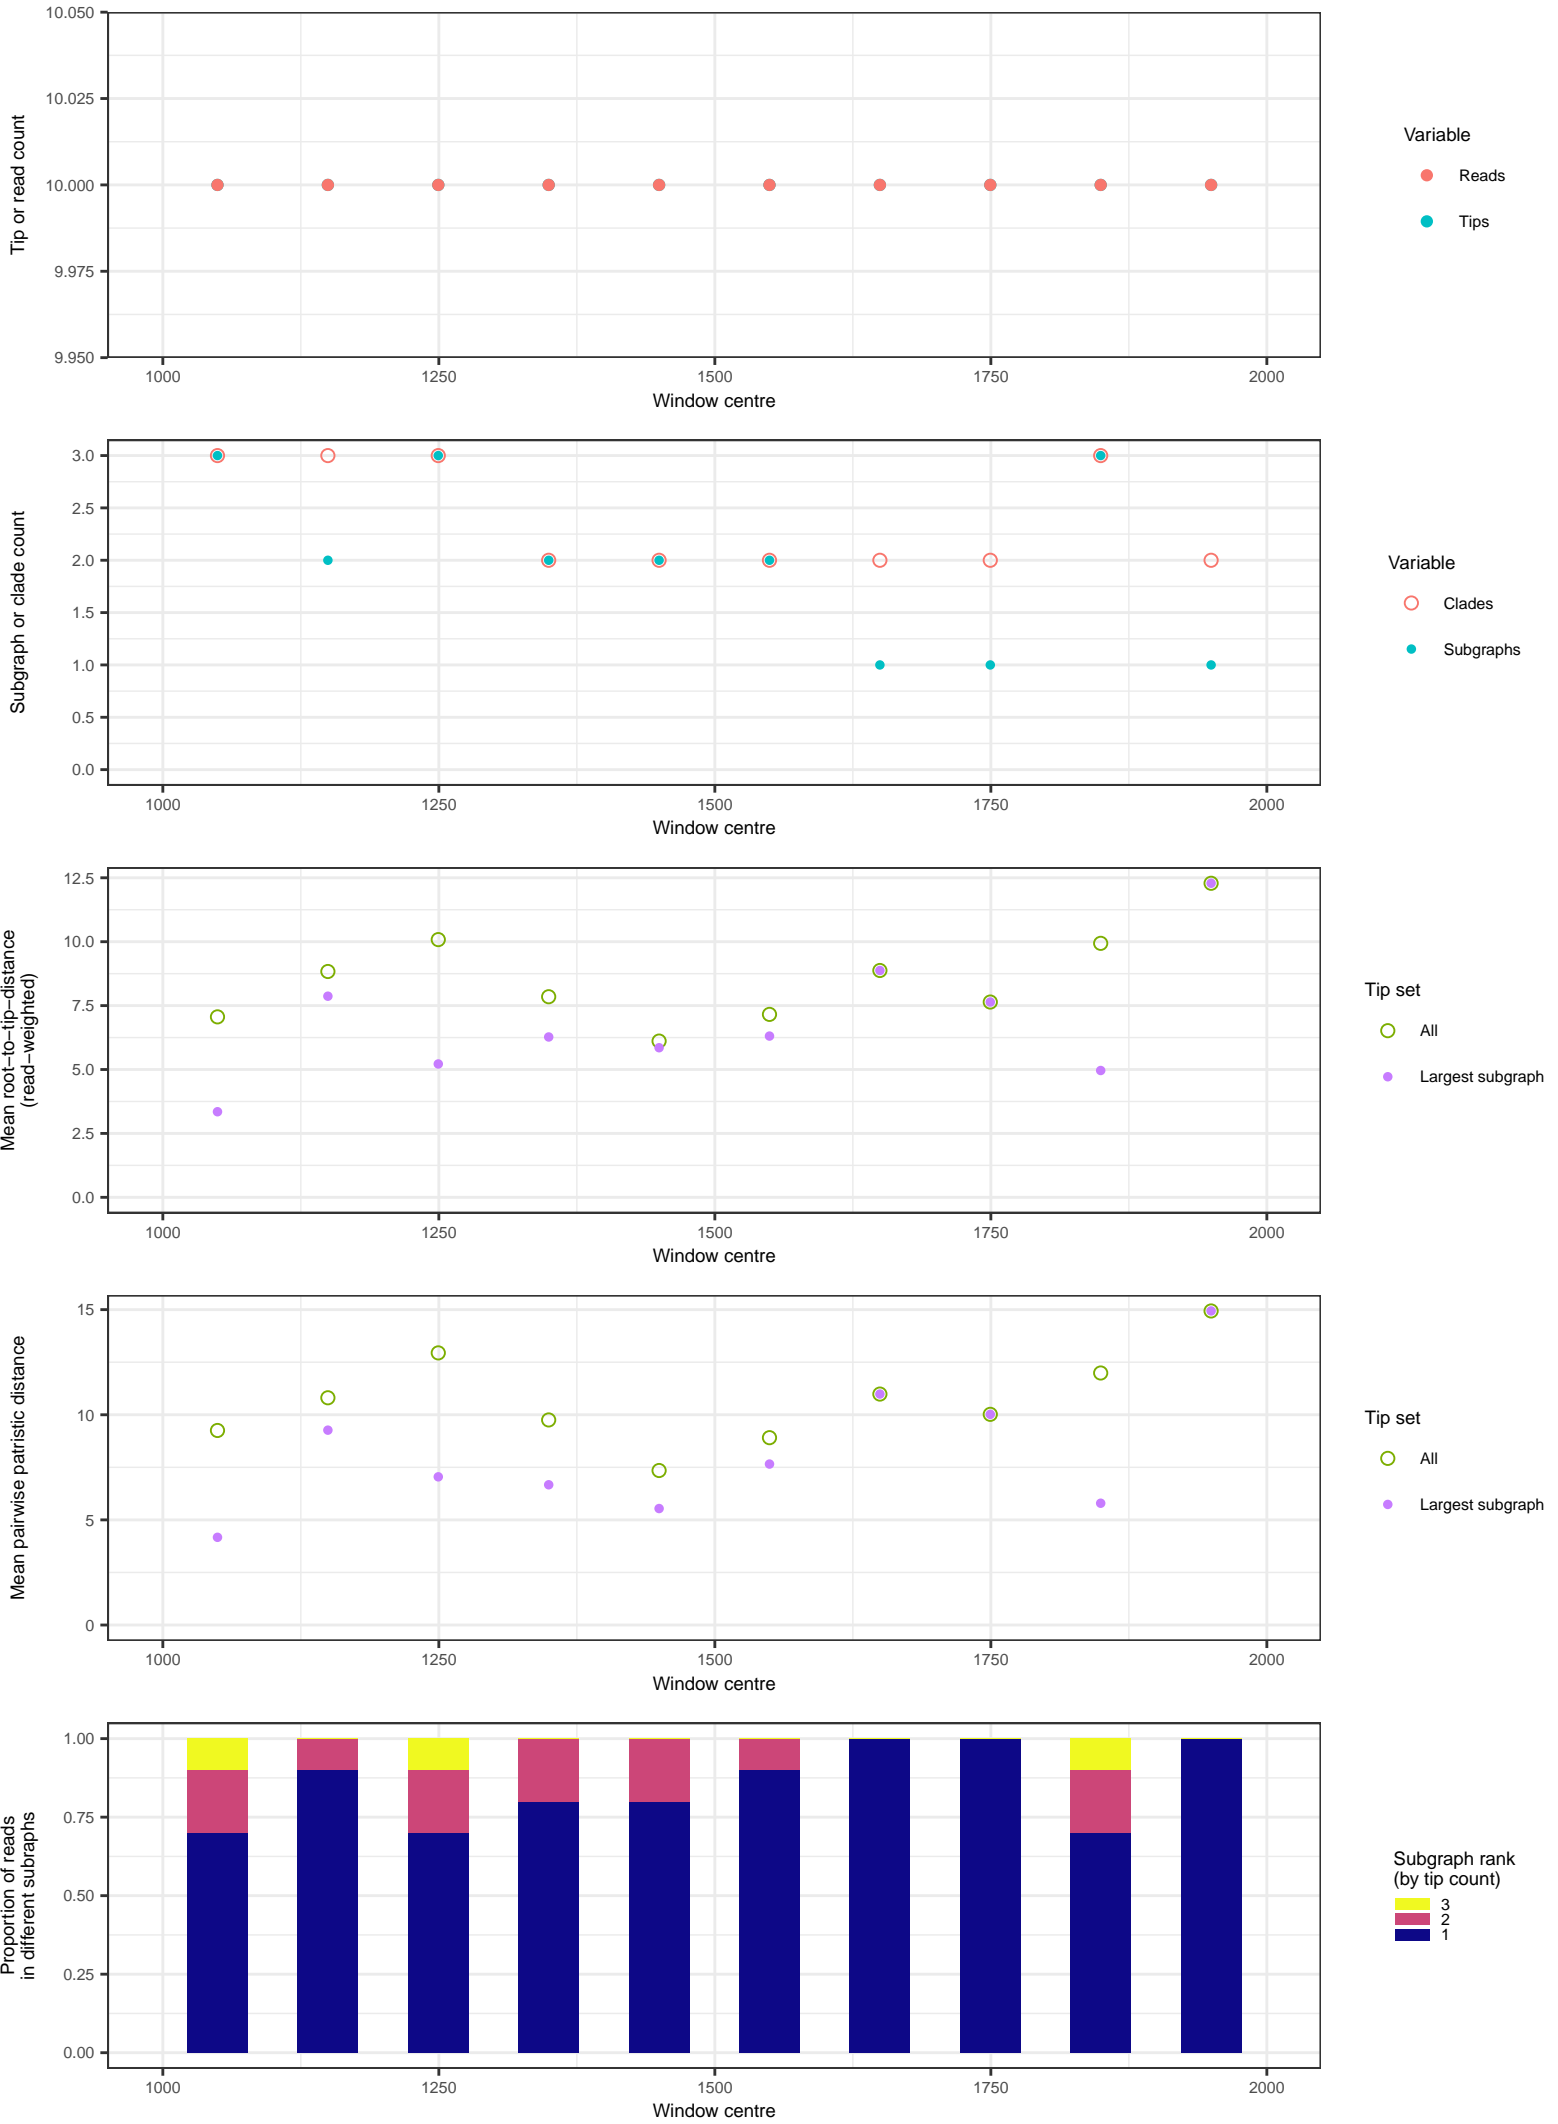 10.050
10.025
10.000
9.975
9.950
Tip or read count
1000 1250 1500 1750 2000
Window centre
Variable
Reads
Tips
3.0
2.5
2.0
1.5
1.0
0.5
0.0
Subgraph or clade count
1000 1250 1500 1750 2000
Window centre
Variable
Clades
Subgraphs
12.5
10.0
7.5
5.0
2.5
0.0
Mean root−to−tip−distance
(read−weighted)
1000 1250 1500 1750 2000
Window centre
Tip set
All
Largest subgraph
15
10
5
0
Mean pairwise patristic distance
1000 1250 1500 1750 2000
Window centre
Tip set
All
Largest subgraph
1.00
0.75
0.50
0.25
0.00
Proportion of reads
in different subraphs
1000 1250 1500 1750 2000
Window centre
Subgraph rank
(by tip count)
3
2
1